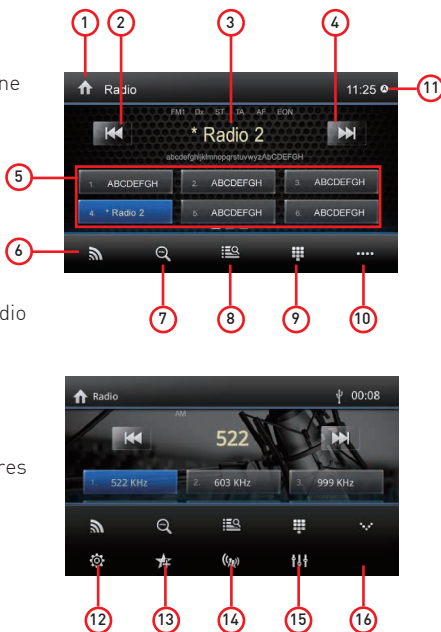 1 2 3 4
ne
Radio 11:25 11
FM1 Dx ST TA AF EON
* Radio 2
abcdefghijklmnopqrstuvwyzAbCDEFGH
5
1. ABCDEFGH 2. ABCDEFGH 3. ABCDEFGH
4. * Radio 2 5. ABCDEFGH 6. ABCDEFGH
6
7 8 9 10
dio
Radio 00:08
AM
522
res
1. 522 KHz 2. 603 KHz 3. 999 KHz
12 13 14 15 16